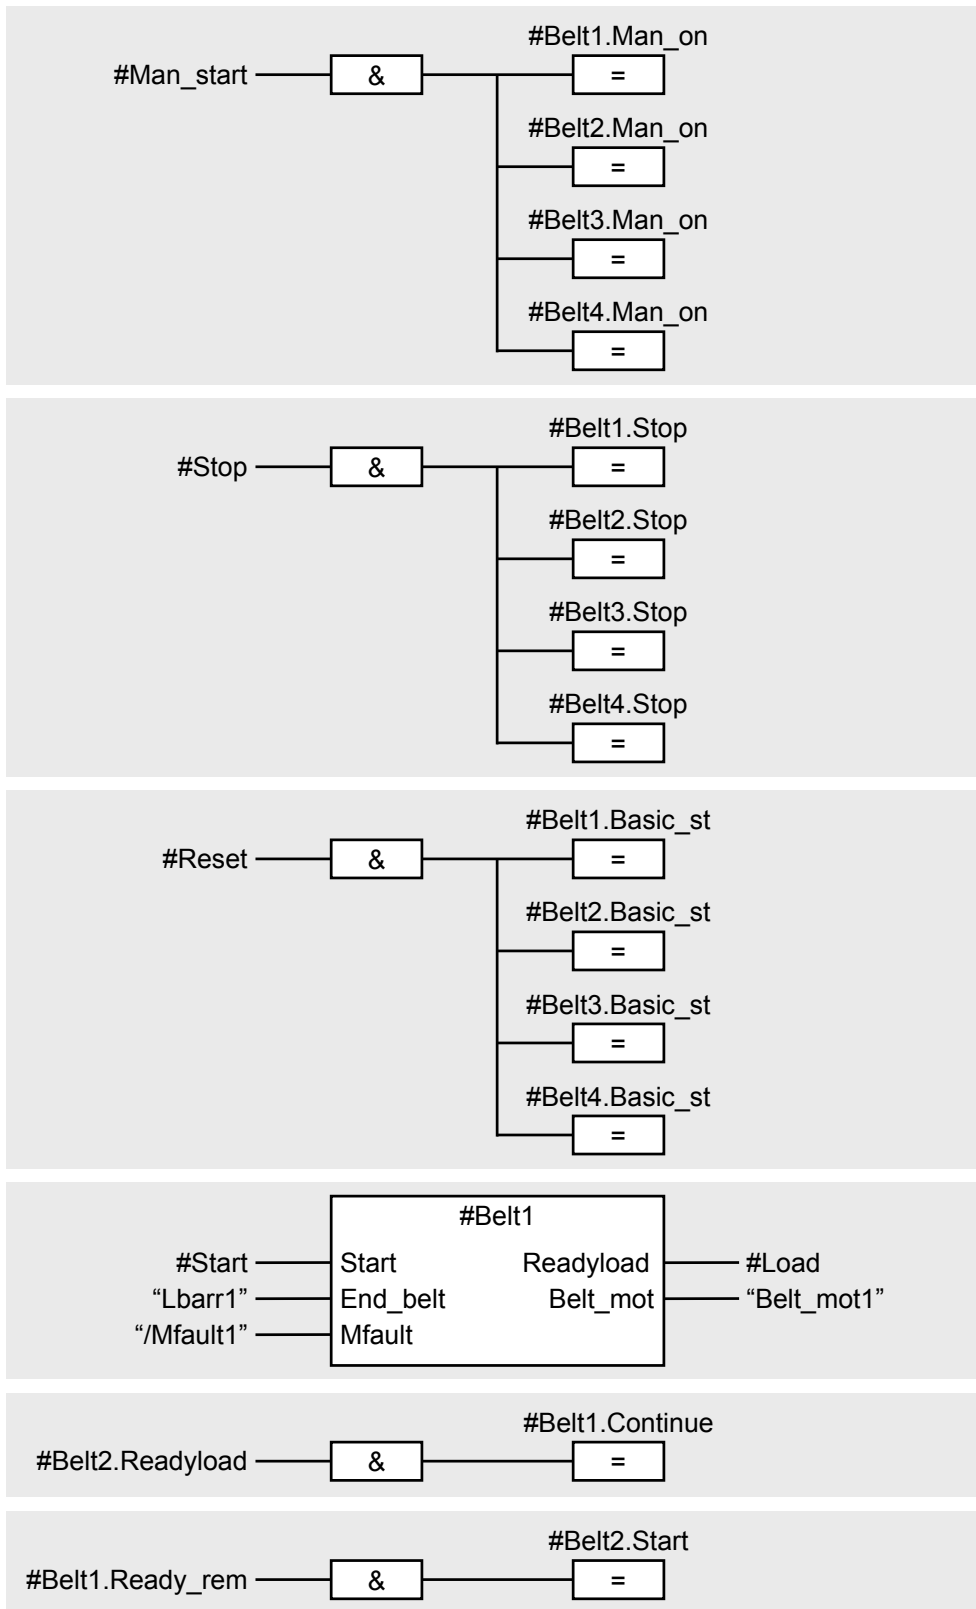 #Belt1.Man_on
#Man_start & =
#Belt2.Man_on
=
#Belt3.Man_on
=
#Belt4.Man_on
=
#Belt1.Stop
#Stop & =
#Belt2.Stop
=
#Belt3.Stop
=
#Belt4.Stop
=
#Belt1.Basic_st
#Reset & =
#Belt2.Basic_st
=
#Belt3.Basic_st
=
#Belt4.Basic_st
=
#Belt1
#Start Start Readyload #Load
“Lbarr1” End_belt Belt_mot “Belt_mot1”
“/Mfault1” Mfault
#Belt1.Continue
#Belt2.Readyload & =
#Belt2.Start
#Belt1.Ready_rem & =